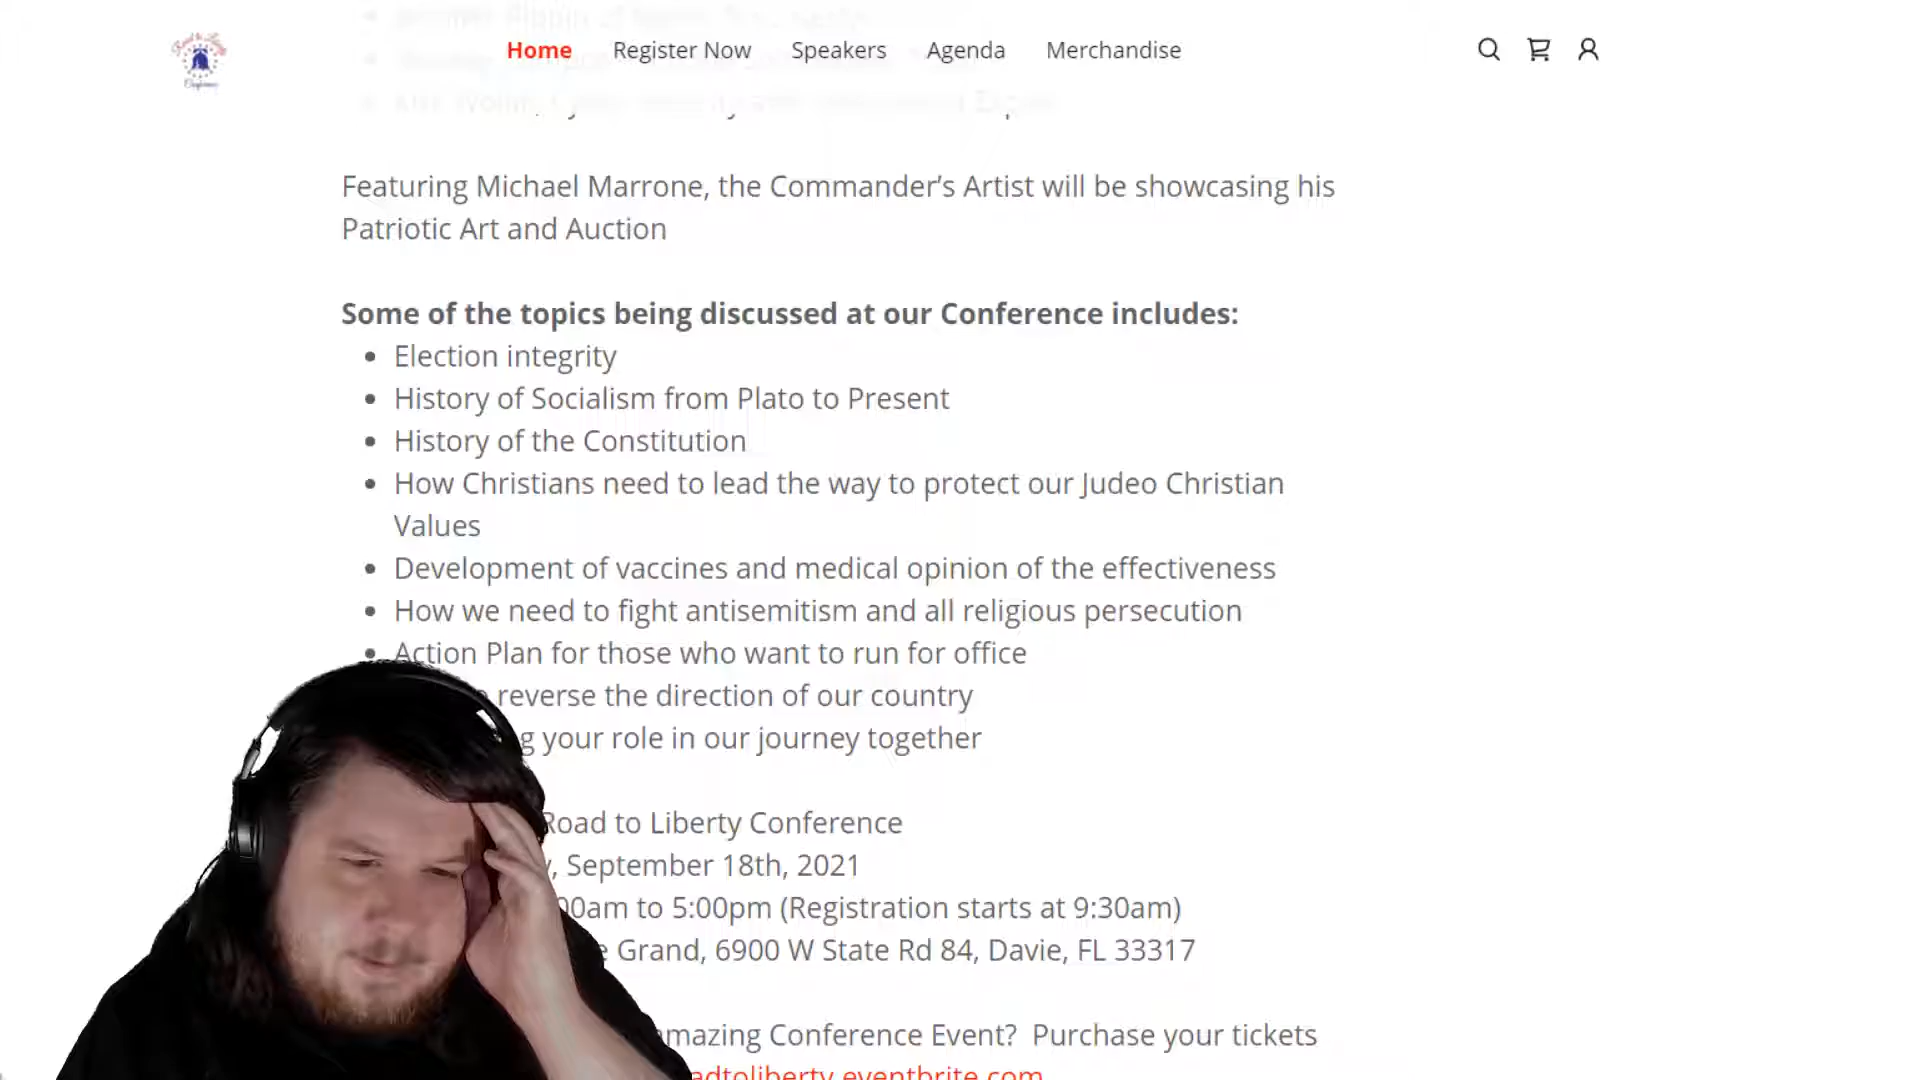 Home Register Now Speakers Agenda Merchandise
Featuring Michael Marrone, the Commander’s Artist will be showcasing his
Patriotic Art and Auction
Some of the topics being discussed at our Conference includes:
Election integrity
History of Socialism from Plato to Present
History of the Constitution
How Christians need to lead the way to protect our Judeo Christian
Values
Development of vaccines and medical opinion of the effectiveness
How we need to fight antisemitism and all religious persecution
Action Plan for those who want to run for office
reverse the direction of our country
your role in our journey together
Road to Liberty Conference
September 18th, 2021
to 5:00pm (Registration starts at 9:30am)
Grand, 6900 W State Rd 84, Davie, FL 33317
amazing Conference Event? Purchase your tickets
adtoliberty.eventbrite.com